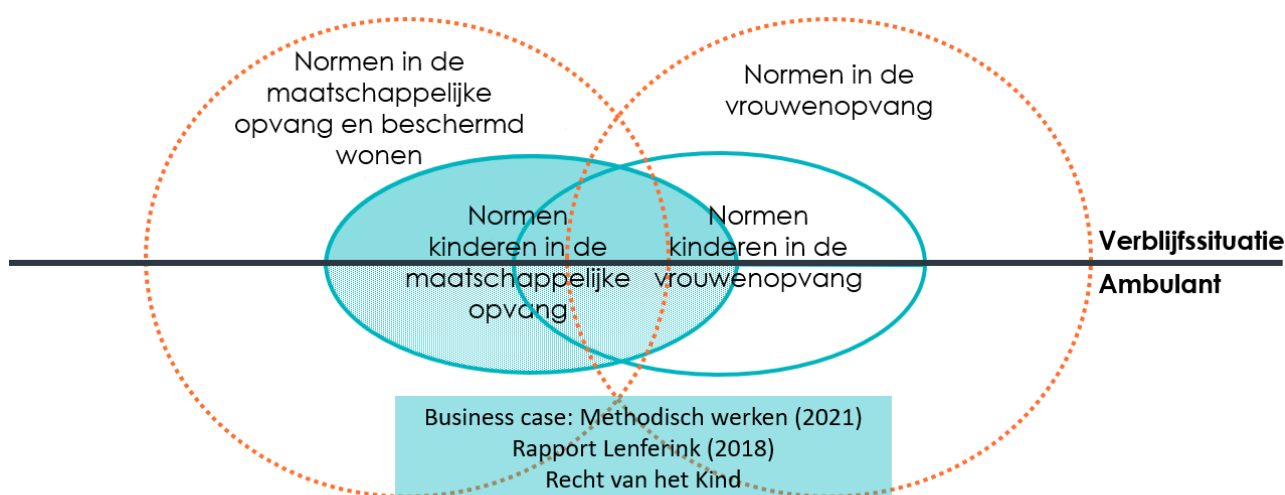 Normen in de
maatschappelijke
opvang en beschermd
wonen
Normen in de
vrouwenopvang
Normen
kinderen in de
maatschappelijke
opvang
Normen
kinderen in de
vrouwenopvang
Verblijfssituatie
Ambulant
Business case: Methodisch werken (2021)
Rapport Lenferink (2018)
Recht van het Kind